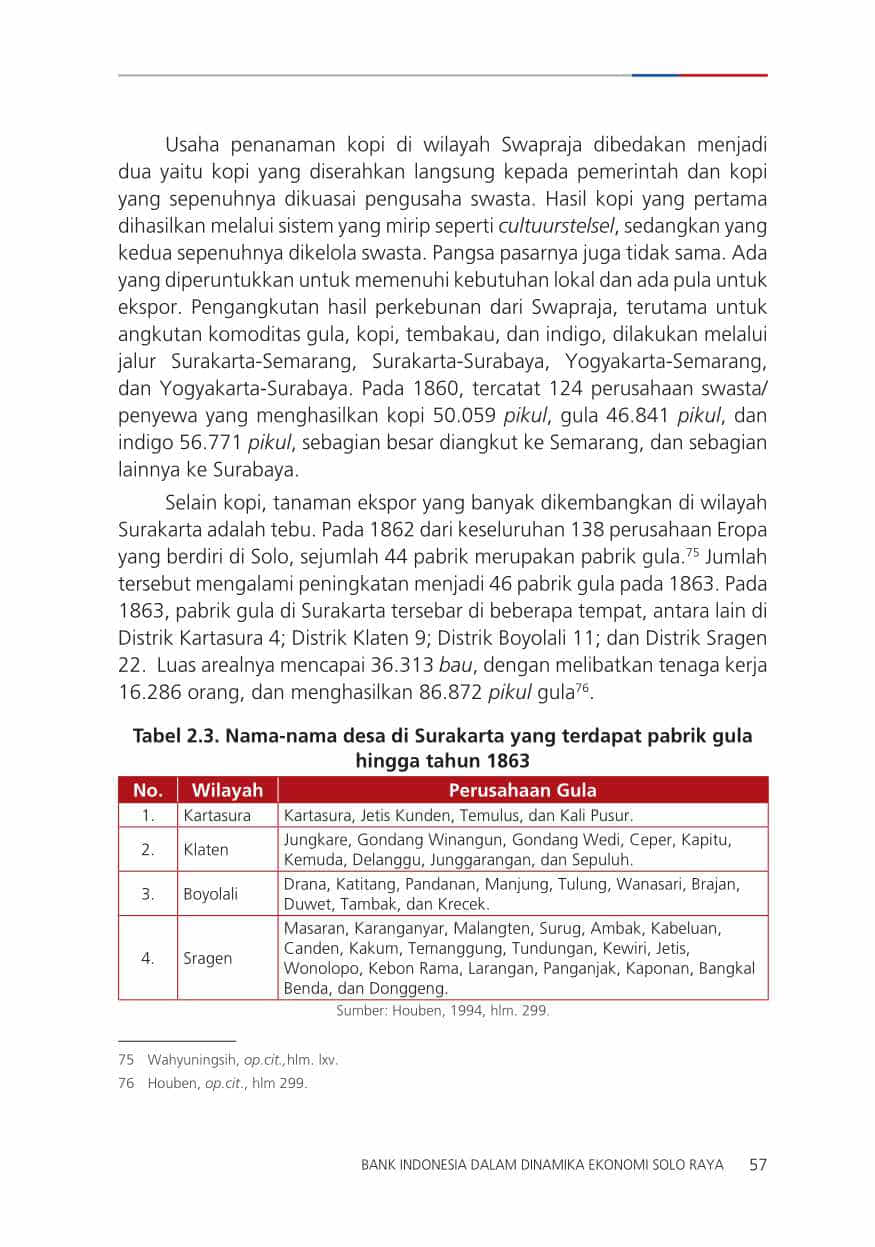 Usaha penanaman kopi di wilayah Swapraja dibedakan menjadi
dua yaitu kopi yang diserahkan langsung kepada pemerintah dan kopi
yang sepenuhnya dikuasai pengusaha swasta. Hasil kopi yang pertama
dihasilkan melalui sistem yang mirip seperti cultuurstelsel, sedangkan yang
kedua sepenuhnya dikelola swasta. Pangsa pasarnya juga tidak sama. Ada
yang diperuntukkan untuk memenuhi kebutuhan lokal dan ada pula untuk
ekspor. Pengangkutan hasil perkebunan dari Swapraja, terutama untuk
angkutan komoditas gula, kopi, tembakau, dan indigo, dilakukan melalui
jalur Surakarta-Semarang, Surakarta-Surabaya, Yogyakarta-Semarang,
dan Yogyakarta-Surabaya. Pada 1860, tercatat 124 perusahaan swasta/
penyewa yang menghasilkan kopi 50.059 pikul, gula 46.841 pikul, dan
indigo 56.771 pikul, sebagian besar diangkut ke Semarang, dan sebagian
lainnya ke Surabaya.
Selain kopi, tanaman ekspor yang banyak dikembangkan di wilayah
Surakarta adalah tebu. Pada 1862 dari keseluruhan 138 perusahaan Eropa
yang berdiri di Solo, sejumlah 44 pabrik merupakan pabrik gula.75 Jumlah
tersebut mengalami peningkatan menjadi 46 pabrik gula pada 1863. Pada
1863, pabrik gula di Surakarta tersebar di beberapa tempat, antara lain di
Distrik Kartasura 4; Distrik Klaten 9; Distrik Boyolali 11; dan Distrik Sragen
22. Luas arealnya mencapai 36.313 bau, dengan melibatkan tenaga kerja
16.286 orang, dan menghasilkan 86.872 pikul gula76.
Tabel 2.3. Nama-nama desa di Surakarta yang terdapat pabrik gula
hingga tahun 1863
No. Wilayah Perusahaan Gula
1. Kartasura Kartasura, Jetis Kunden, Temulus, dan Kali Pusur.
2. Klaten Jungkare, Gondang Winangun, Gondang Wedi, Ceper, Kapitu,
Kemuda, Delanggu, Junggarangan, dan Sepuluh.
3. Boyolali Drana, Katitang, Pandanan, Manjung, Tulung, Wanasari, Brajan,
Duwet, Tambak, dan Krecek.
4. Sragen Masaran, Karanganyar, Malangten, Surug, Ambak, Kabeluan,
Canden, Kakum, Temanggung, Tundungan, Kewiri, Jetis,
Wonolopo, Kebon Rama, Larangan, Panganjak, Kaponan, Bangkal
Benda, dan Donggeng.
Sumber: Houben, 1994, hlm. 299.
75 Wahyuningsih, op.cit.,hlm. lxv.
76 Houben, op.cit., hlm 299.
BANK INDONESIA DALAM DINAMIKA EKONOMI SOLO RAYA 57